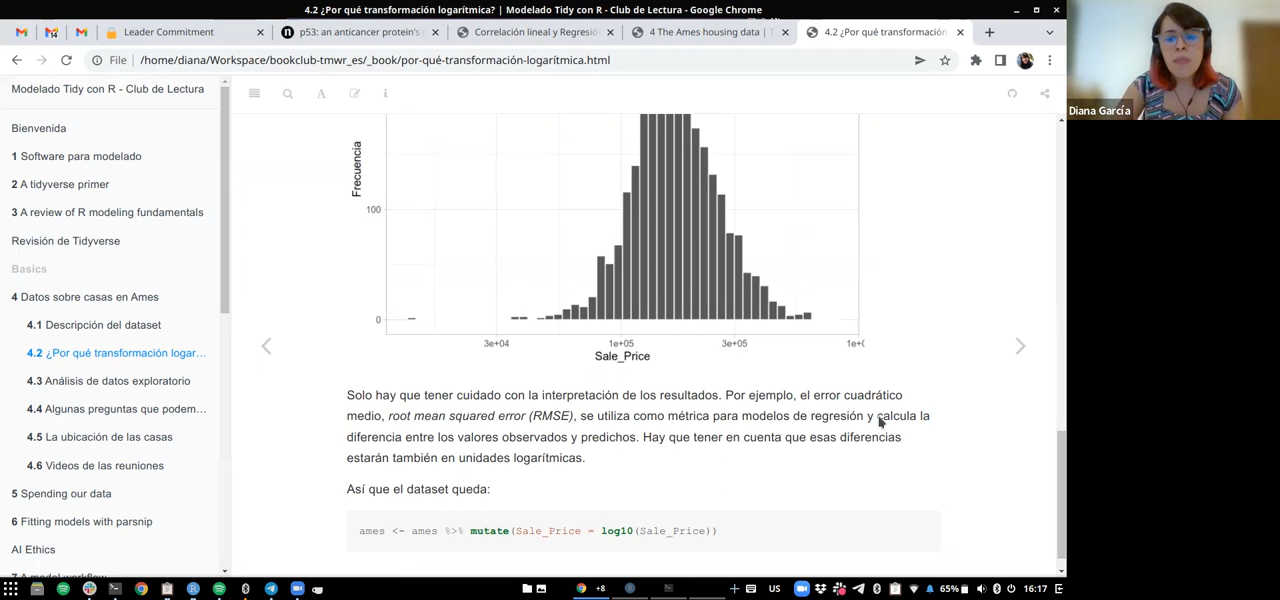 4.2 ¿Por qué transformación logarítmica? | Modelado Tidy con R - Club de Lectura - Google Chrome
Leader Commitment
p53: an anticancer protein's
Correlación lineal y Regresió
4 The Ames housing data | T
4.2 ¿Por qué transformación
File
/home/diana/Workspace/bookclub-tmwr_es/_book/por-qué-transformación-logarítmica.html
Diana García
Modelado Tidy con R - Club de Lectura
Bienvenida
1 Software para modelado
2 A tidyverse primer
3 A review of R modeling fundamentals
Revisión de Tidyverse
Basics
4 Datos sobre casas en Ames
4.1 Descripción del dataset
4.2 ¿Por qué transformación logar…
4.3 Análisis de datos exploratorio
4.4 Algunas preguntas que podem…
4.5 La ubicación de las casas
4.6 Videos de las reuniones
5 Spending our data
6 Fitting models with parsnip
AI Ethics
7 A model workflow
Frecuencia
100
0
3e+04
1e+05
3e+05
1e+0
Sale_Price
Solo hay que tener cuidado con la interpretación de los resultados. Por ejemplo, el error cuadrático
medio, root mean squared error (RMSE), se utiliza como métrica para modelos de regresión y calcula la
diferencia entre los valores observados y predichos. Hay que tener en cuenta que esas diferencias
estarán también en unidades logarítmicas.
Así que el dataset queda:
ames <- ames %>% mutate(Sale_Price = log10(Sale_Price))
+8
US
65%
16:17